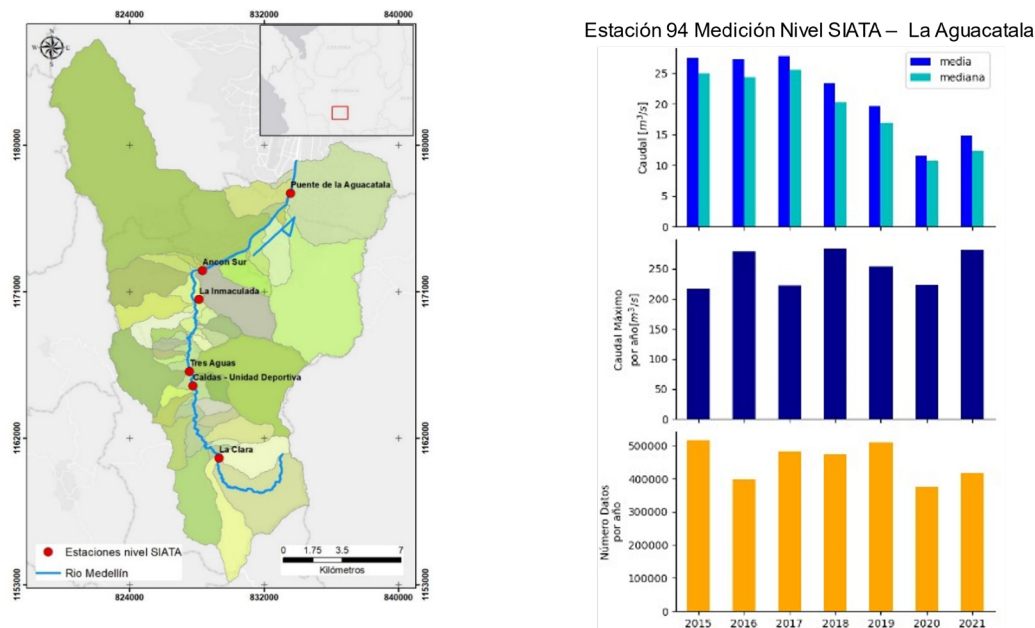 824000
832000
840000
N
W
E
S
1180000
1180000
Puente de la Aguacatala
Ancon Sur
1171000
1171000
La Inmaculada
Tres Aguas
Caldas - Unidad Deportiva
1162000
1162000
La Clara
Estaciones nivel SIATA
Rio Medellín
0 1.75 3.5 7
Kilómetros
1153000
1153000
824000
832000
840000
Estación 94 Medición Nivel SIATA – La Aguacatala
media
mediana
Caudal [m³/s]
25
20
15
10
5
0
Caudal Máximo
por año[m³/s]
250
200
150
100
50
0
Número Datos
por año
500000
400000
300000
200000
100000
0
2015 2016 2017 2018 2019 2020 2021